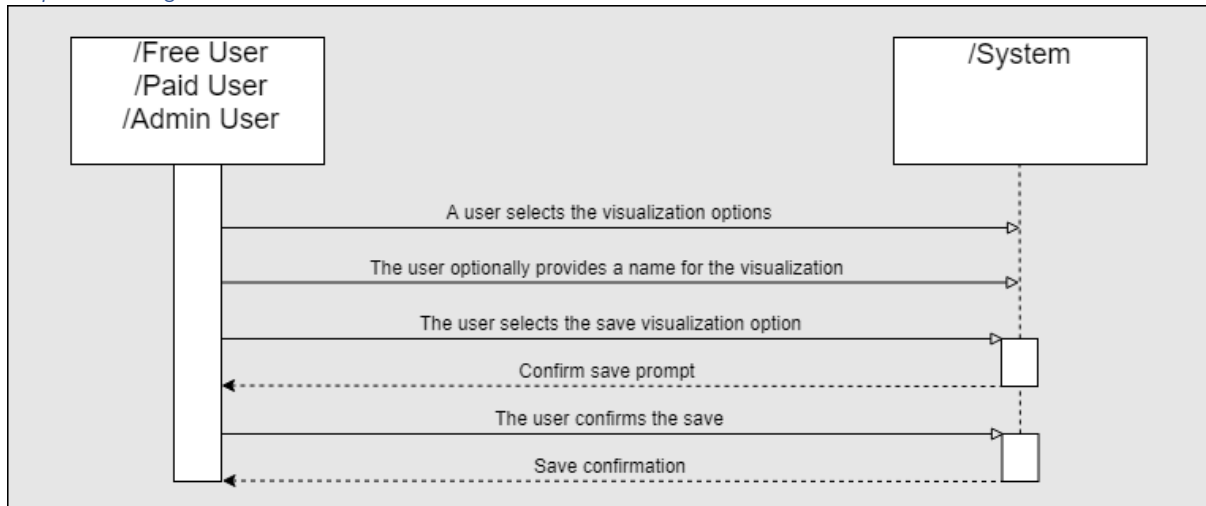 /Free User
/Paid User
/Admin User
/System
A user selects the visualization options
The user optionally provides a name for the visualization
The user selects the save visualization option
Confirm save prompt
The user confirms the save
Save confirmation